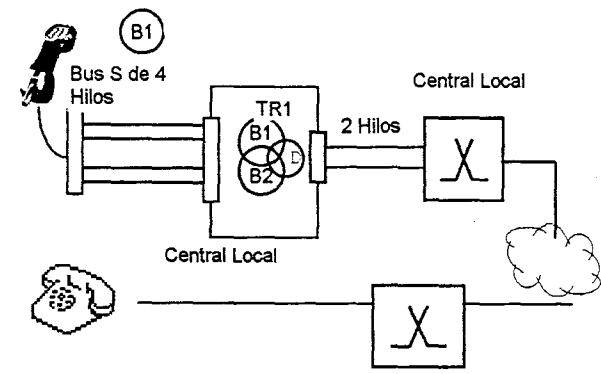 B1
Bus S de 4
Hilos
Central Local
TR1
B1
D
B2
2 Hilos
Central Local